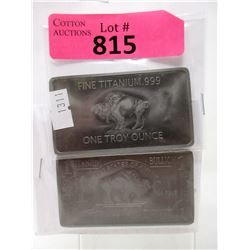 COTTON
AUCTIONS
Lot #
815
1311
FINE TITANIUM .999
ONE TROY OUNCE